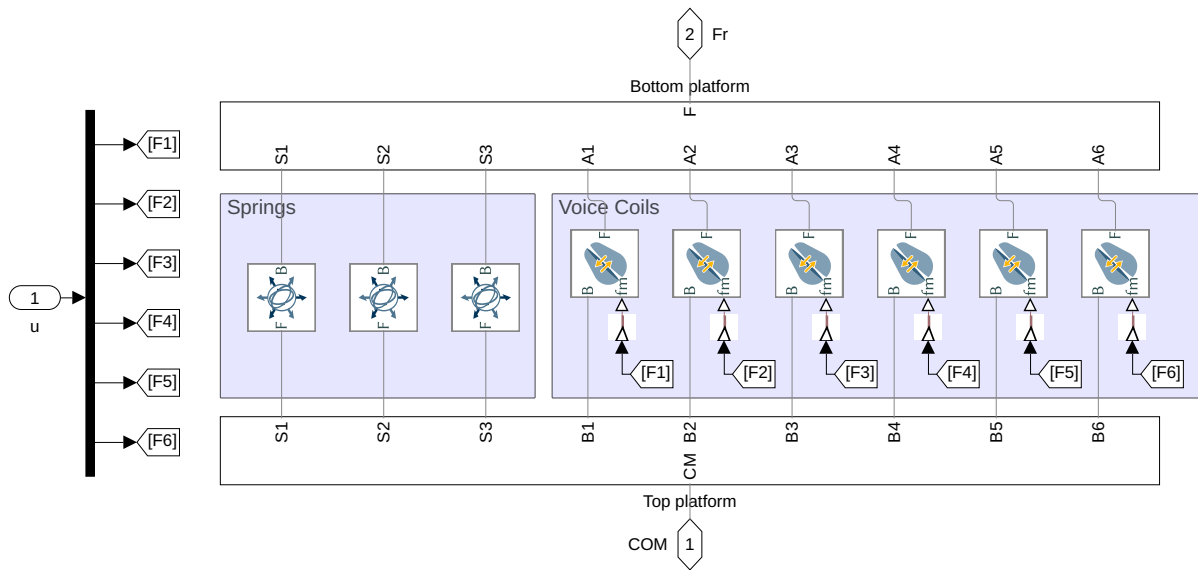 2
Fr
Bottom platform
F
S1
S2
S3
A1
A2
A3
A4
A5
A6
[F1]
[F2]
[F3]
[F4]
[F5]
[F6]
1
u
Springs
Voice Coils
B
F
B
F
B
F
F
B
fm
F
B
fm
F
B
fm
F
B
fm
F
B
fm
F
B
fm
[F1]
[F2]
[F3]
[F4]
[F5]
[F6]
S1
S2
S3
B1
B2
B3
B4
B5
B6
CM
Top platform
COM
1